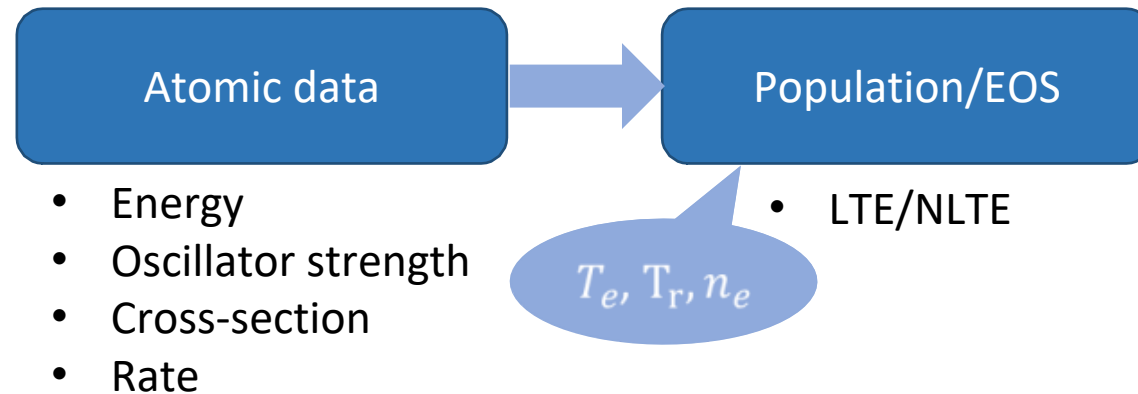 Atomic data
Population/EOS
• Energy
• Oscillator strength
• Cross-section
• Rate
• LTE/NLTE
Tₑ, Tᵣ, nₑ